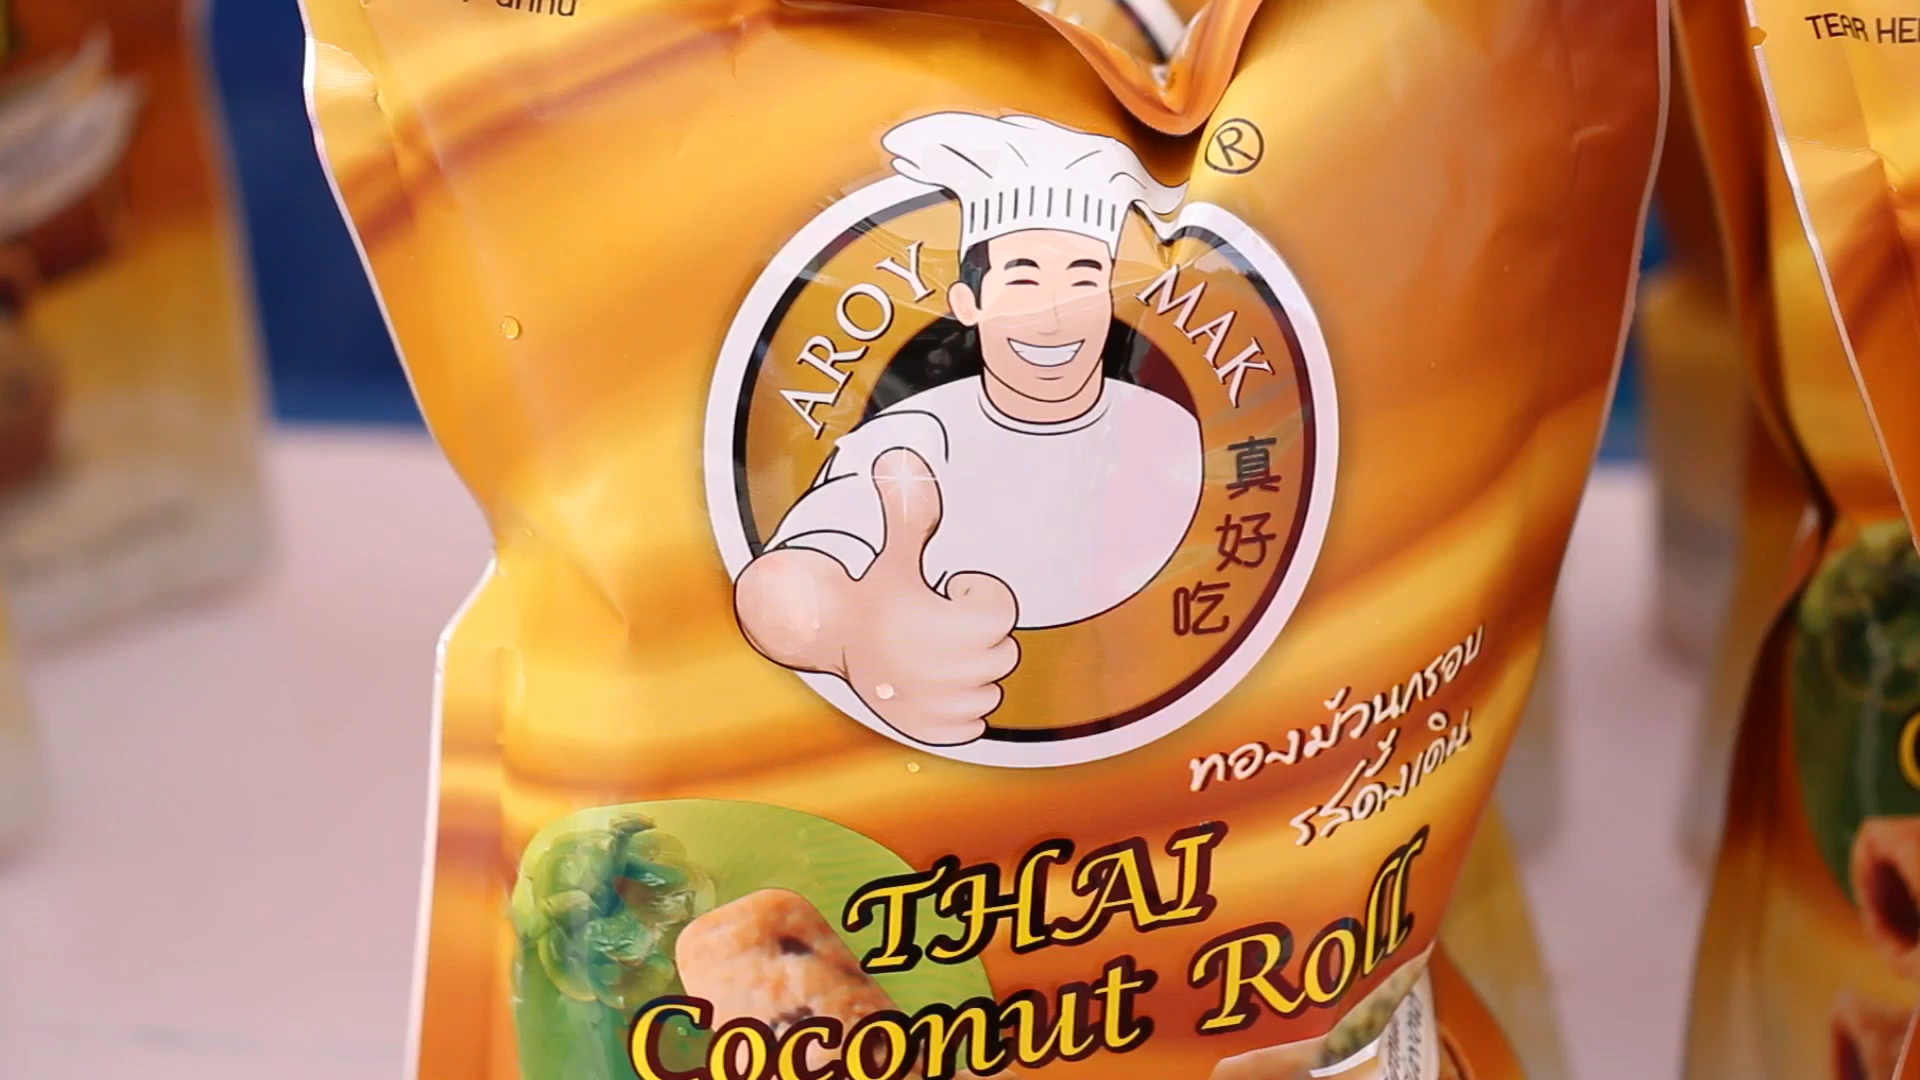 TEAR
®
AROY MAK
真好吃
ทองม้วนกรอบ
รสดั้งเดิม
THAI
Coconut Roll